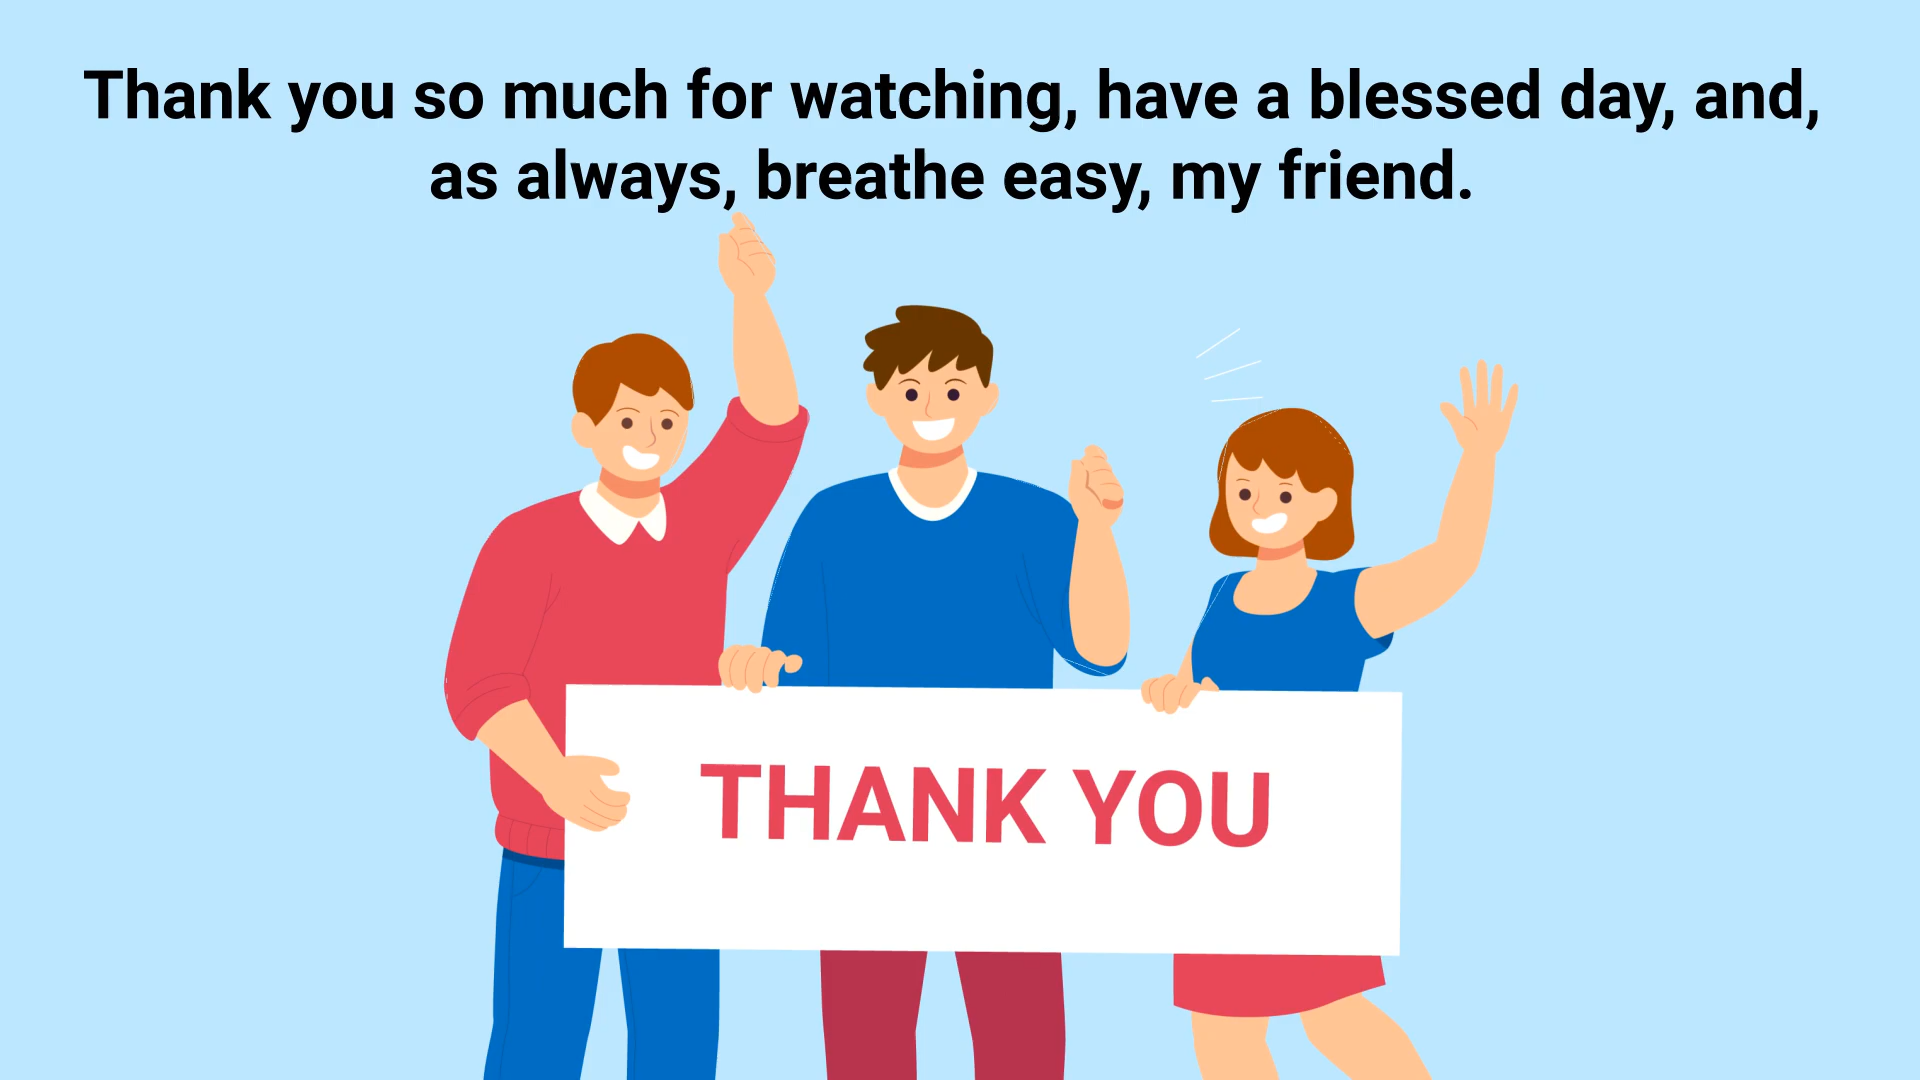 Thank you so much for watching, have a blessed day, and,
as always, breathe easy, my friend.
THANK YOU